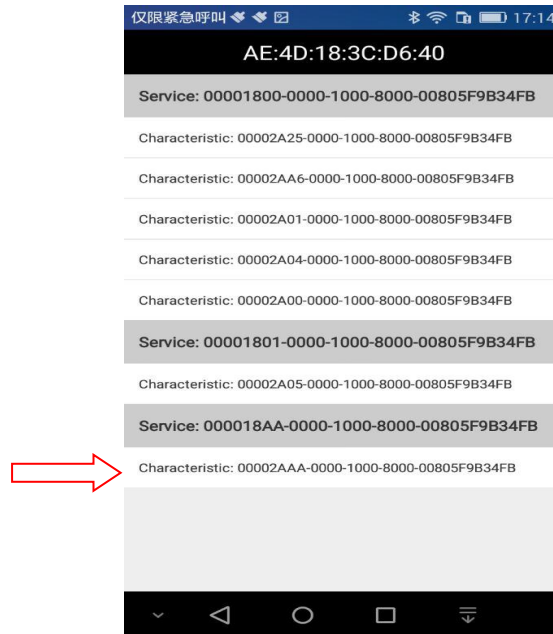 仅限紧急呼叫 17:14
AE:4D:18:3C:D6:40
Service: 00001800-0000-1000-8000-00805F9B34FB
Characteristic: 00002A25-0000-1000-8000-00805F9B34FB
Characteristic: 00002AA6-0000-1000-8000-00805F9B34FB
Characteristic: 00002A01-0000-1000-8000-00805F9B34FB
Characteristic: 00002A04-0000-1000-8000-00805F9B34FB
Characteristic: 00002A00-0000-1000-8000-00805F9B34FB
Service: 00001801-0000-1000-8000-00805F9B34FB
Characteristic: 00002A05-0000-1000-8000-00805F9B34FB
Service: 000018AA-0000-1000-8000-00805F9B34FB
Characteristic: 00002AAA-0000-1000-8000-00805F9B34FB